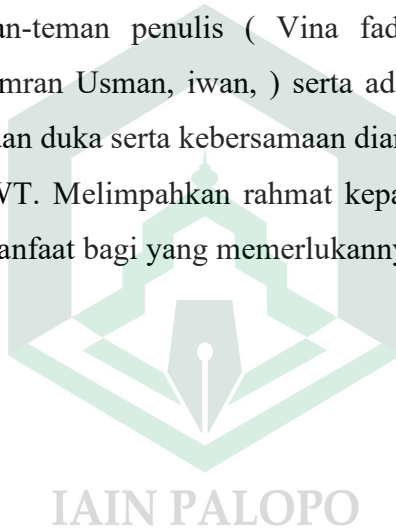 an-teman penulis ( Vina fad
mran Usman, iwan, ) serta ad
an duka serta kebersamaan dian
VT. Melimpahkan rahmat kepa
anfaat bagi yang memerlukanny
IAIN PALOPO